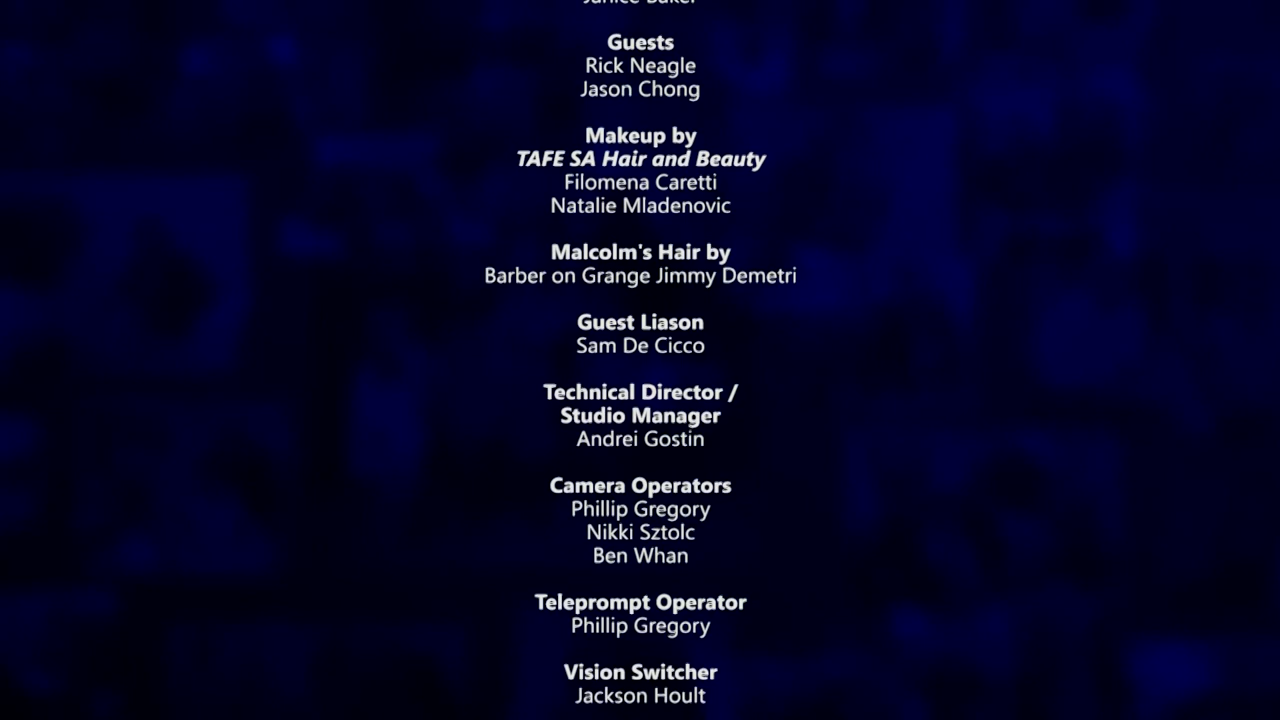 Janice Baker
Guests
Rick Neagle
Jason Chong
Makeup by
TAFE SA Hair and Beauty
Filomena Caretti
Natalie Mladenovic
Malcolm's Hair by
Barber on Grange Jimmy Demetri
Guest Liason
Sam De Cicco
Technical Director /
Studio Manager
Andrei Gostin
Camera Operators
Phillip Gregory
Nikki Sztolc
Ben Whan
Teleprompt Operator
Phillip Gregory
Vision Switcher
Jackson Hoult